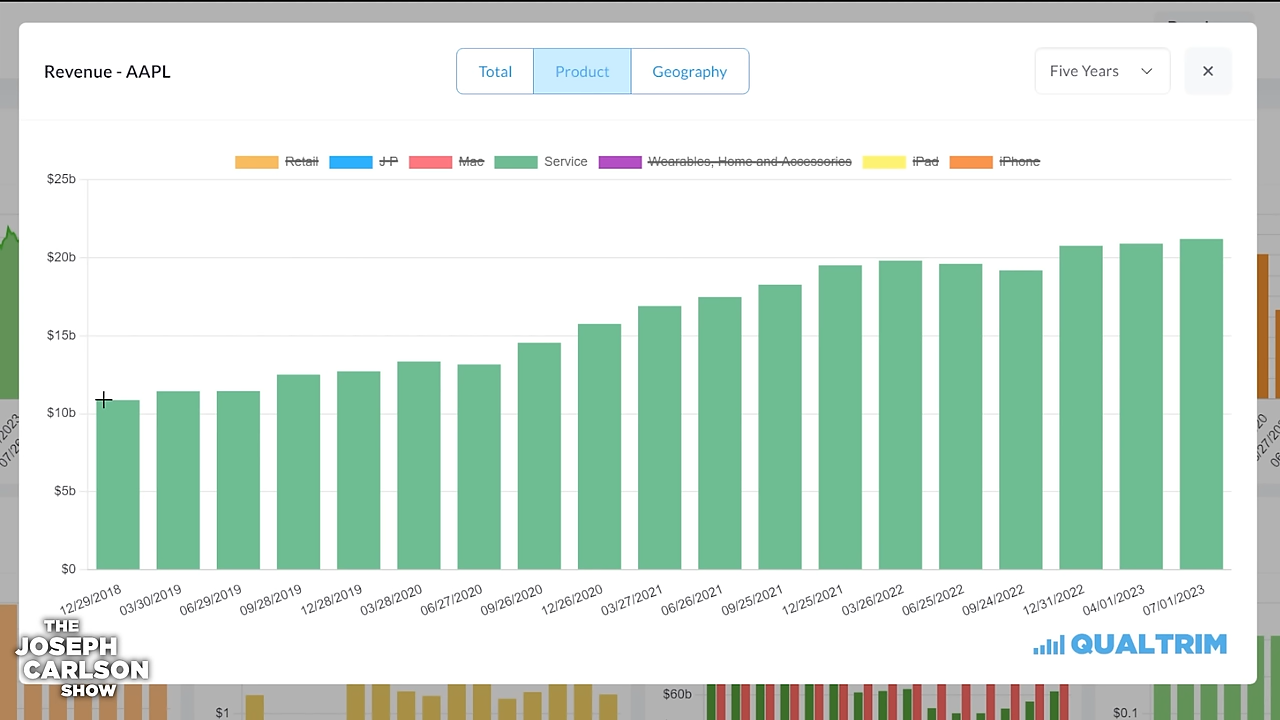 Revenue - AAPL
Total
Product
Geography
Five Years
Retail
J-P
Mac
Service
Wearables, Home and Accessories
iPad
iPhone
$25b
$20b
$15b
$10b
$5b
$0
12/29/2018
03/30/2019
06/29/2019
09/28/2019
12/28/2019
03/28/2020
06/27/2020
09/26/2020
12/26/2020
03/27/2021
06/26/2021
09/25/2021
12/25/2021
03/26/2022
06/25/2022
09/24/2022
12/31/2022
04/01/2023
07/01/2023
QUALTRIM
THE
JOSEPH
CARLSON
SHOW
$1
$60b
$0.1